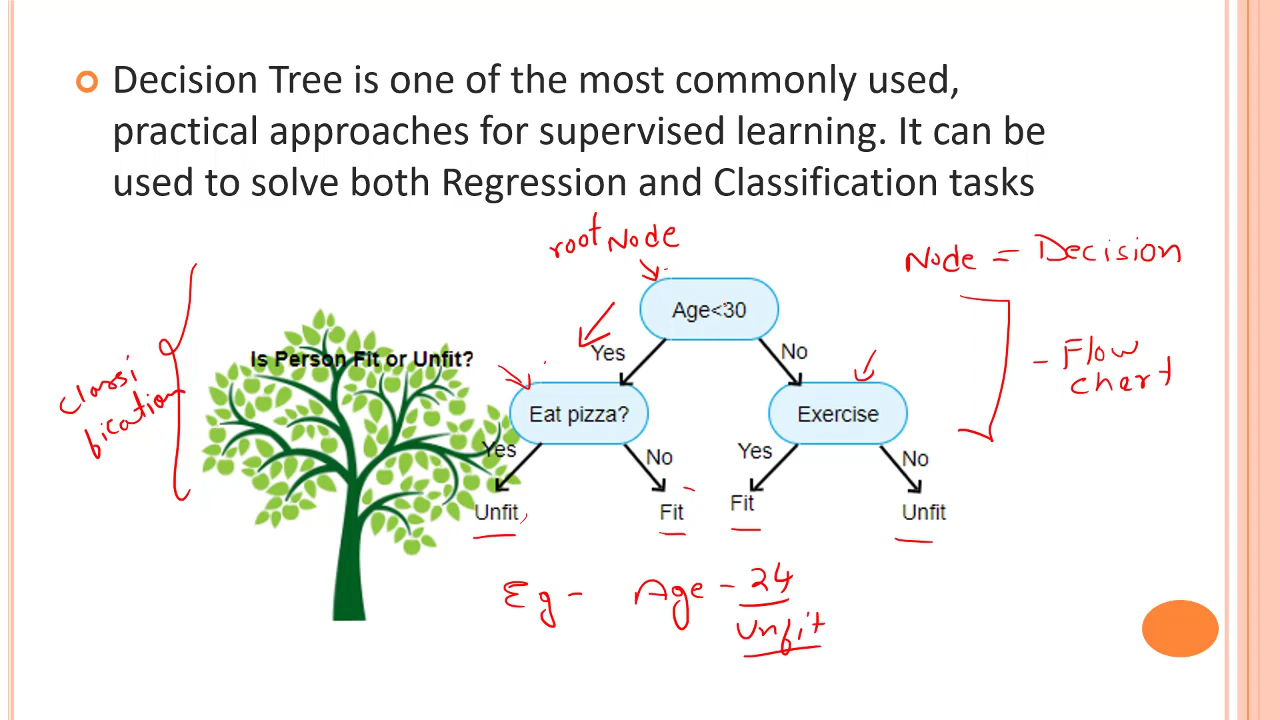 Decision Tree is one of the most commonly used,
practical approaches for supervised learning. It can be
used to solve both Regression and Classification tasks
root Node
Node = Decision
Age<30
Is Person Fit or Unfit?
Yes
No
- Flow
chert
classi
fication
Eat pizza?
Exercise
Yes
No
Yes
No
Unfit
Fit
Fit
Unfit
Eg - Age - 24
Unfit